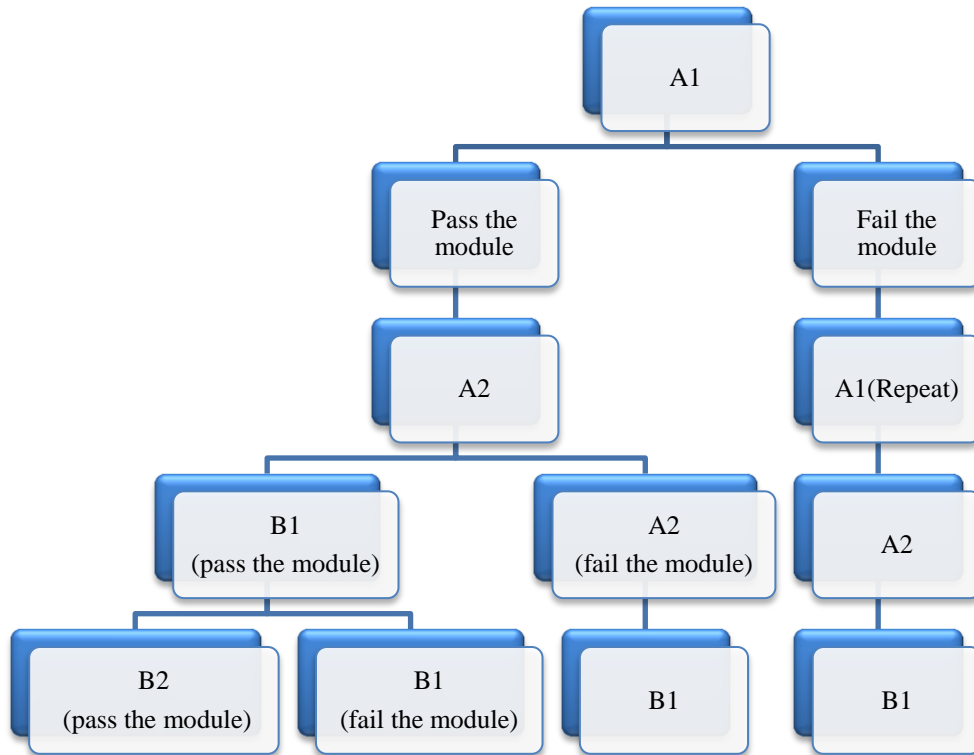 A1
Pass the
module
Fail the
module
A2
A1(Repeat)
B1
(pass the module)
A2
(fail the module)
A2
B2
(pass the module)
B1
(fail the module)
B1
B1